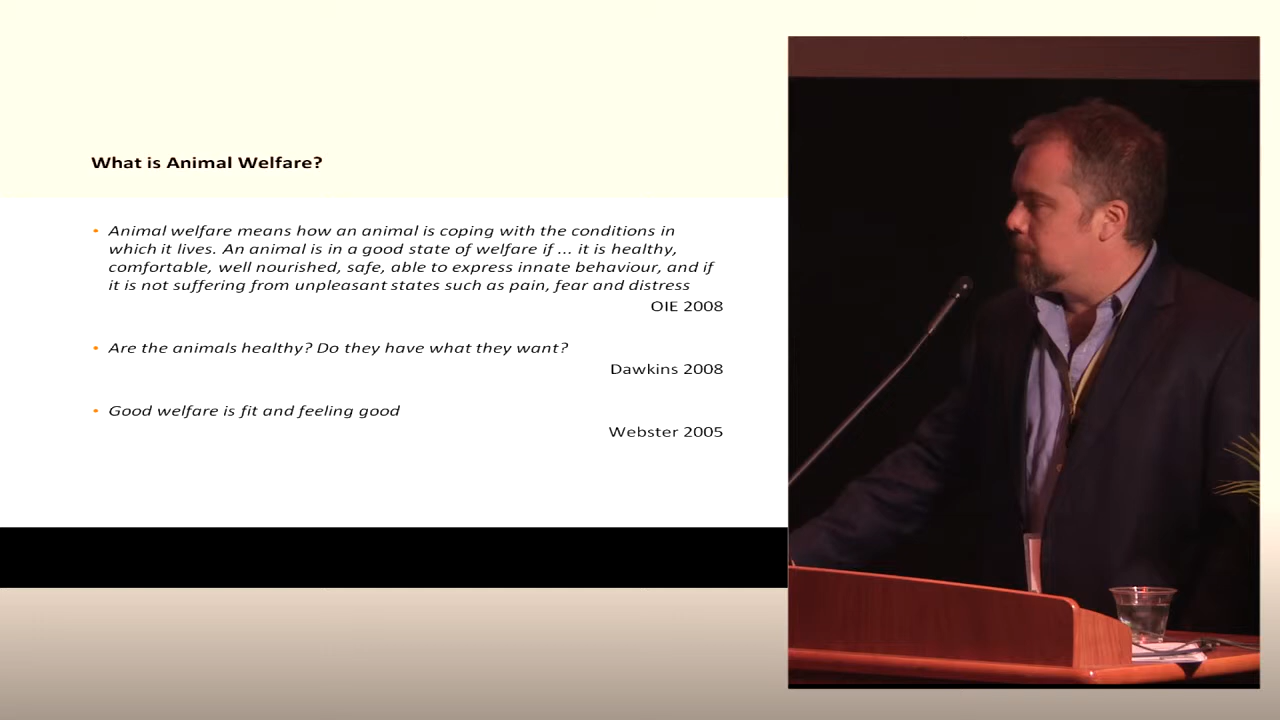 What is Animal Welfare?
• Animal welfare means how an animal is coping with the conditions in
which it lives. An animal is in a good state of welfare if ... it is healthy,
comfortable, well nourished, safe, able to express innate behaviour, and if
it is not suffering from unpleasant states such as pain, fear and distress
OIE 2008
• Are the animals healthy? Do they have what they want?
Dawkins 2008
• Good welfare is fit and feeling good
Webster 2005